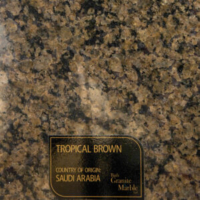 TROPICAL BROWN
COUNTRY OF ORIGIN:
SAUDI ARABIA
Granite
Marble